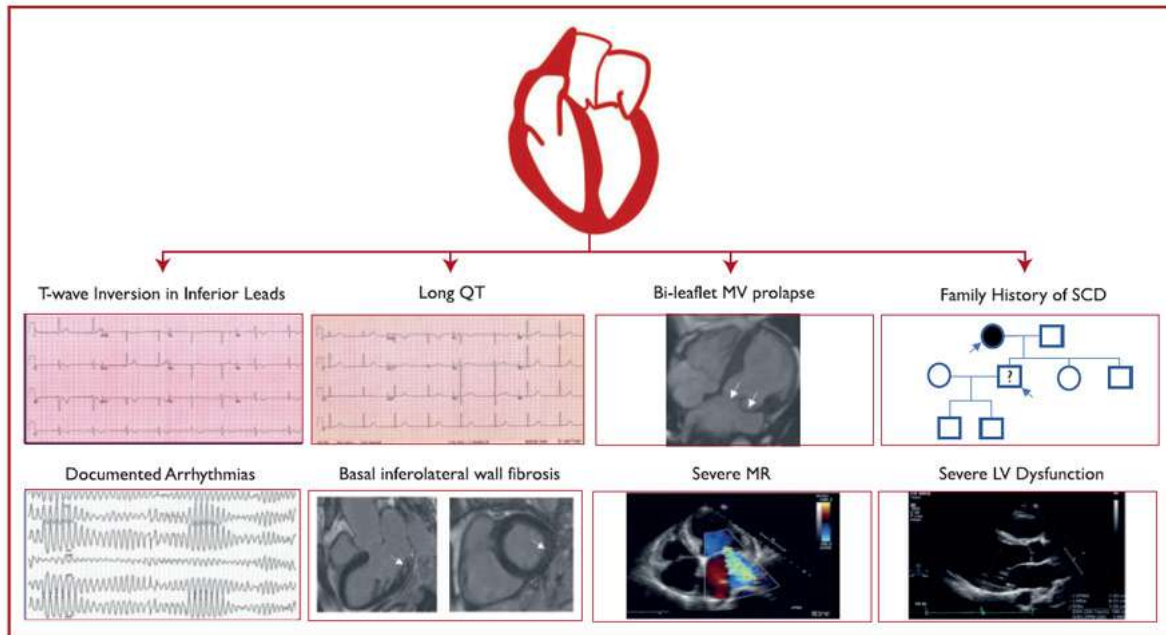 T-wave Inversion in Inferior Leads
Long QT
Bi-leaflet MV prolapse
Family History of SCD
?
Documented Arrhythmias
Basal inferolateral wall fibrosis
Severe MR
Severe LV Dysfunction